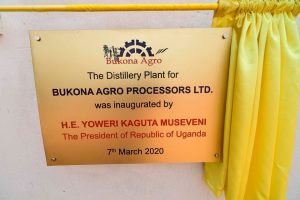 Bukona Agro
The Distillery Plant for
BUKONA AGRO PROCESSORS LTD.
was inaugurated by
H.E. YOWERI KAGUTA MUSEVENI
The President of Republic of Uganda
7th March 2020